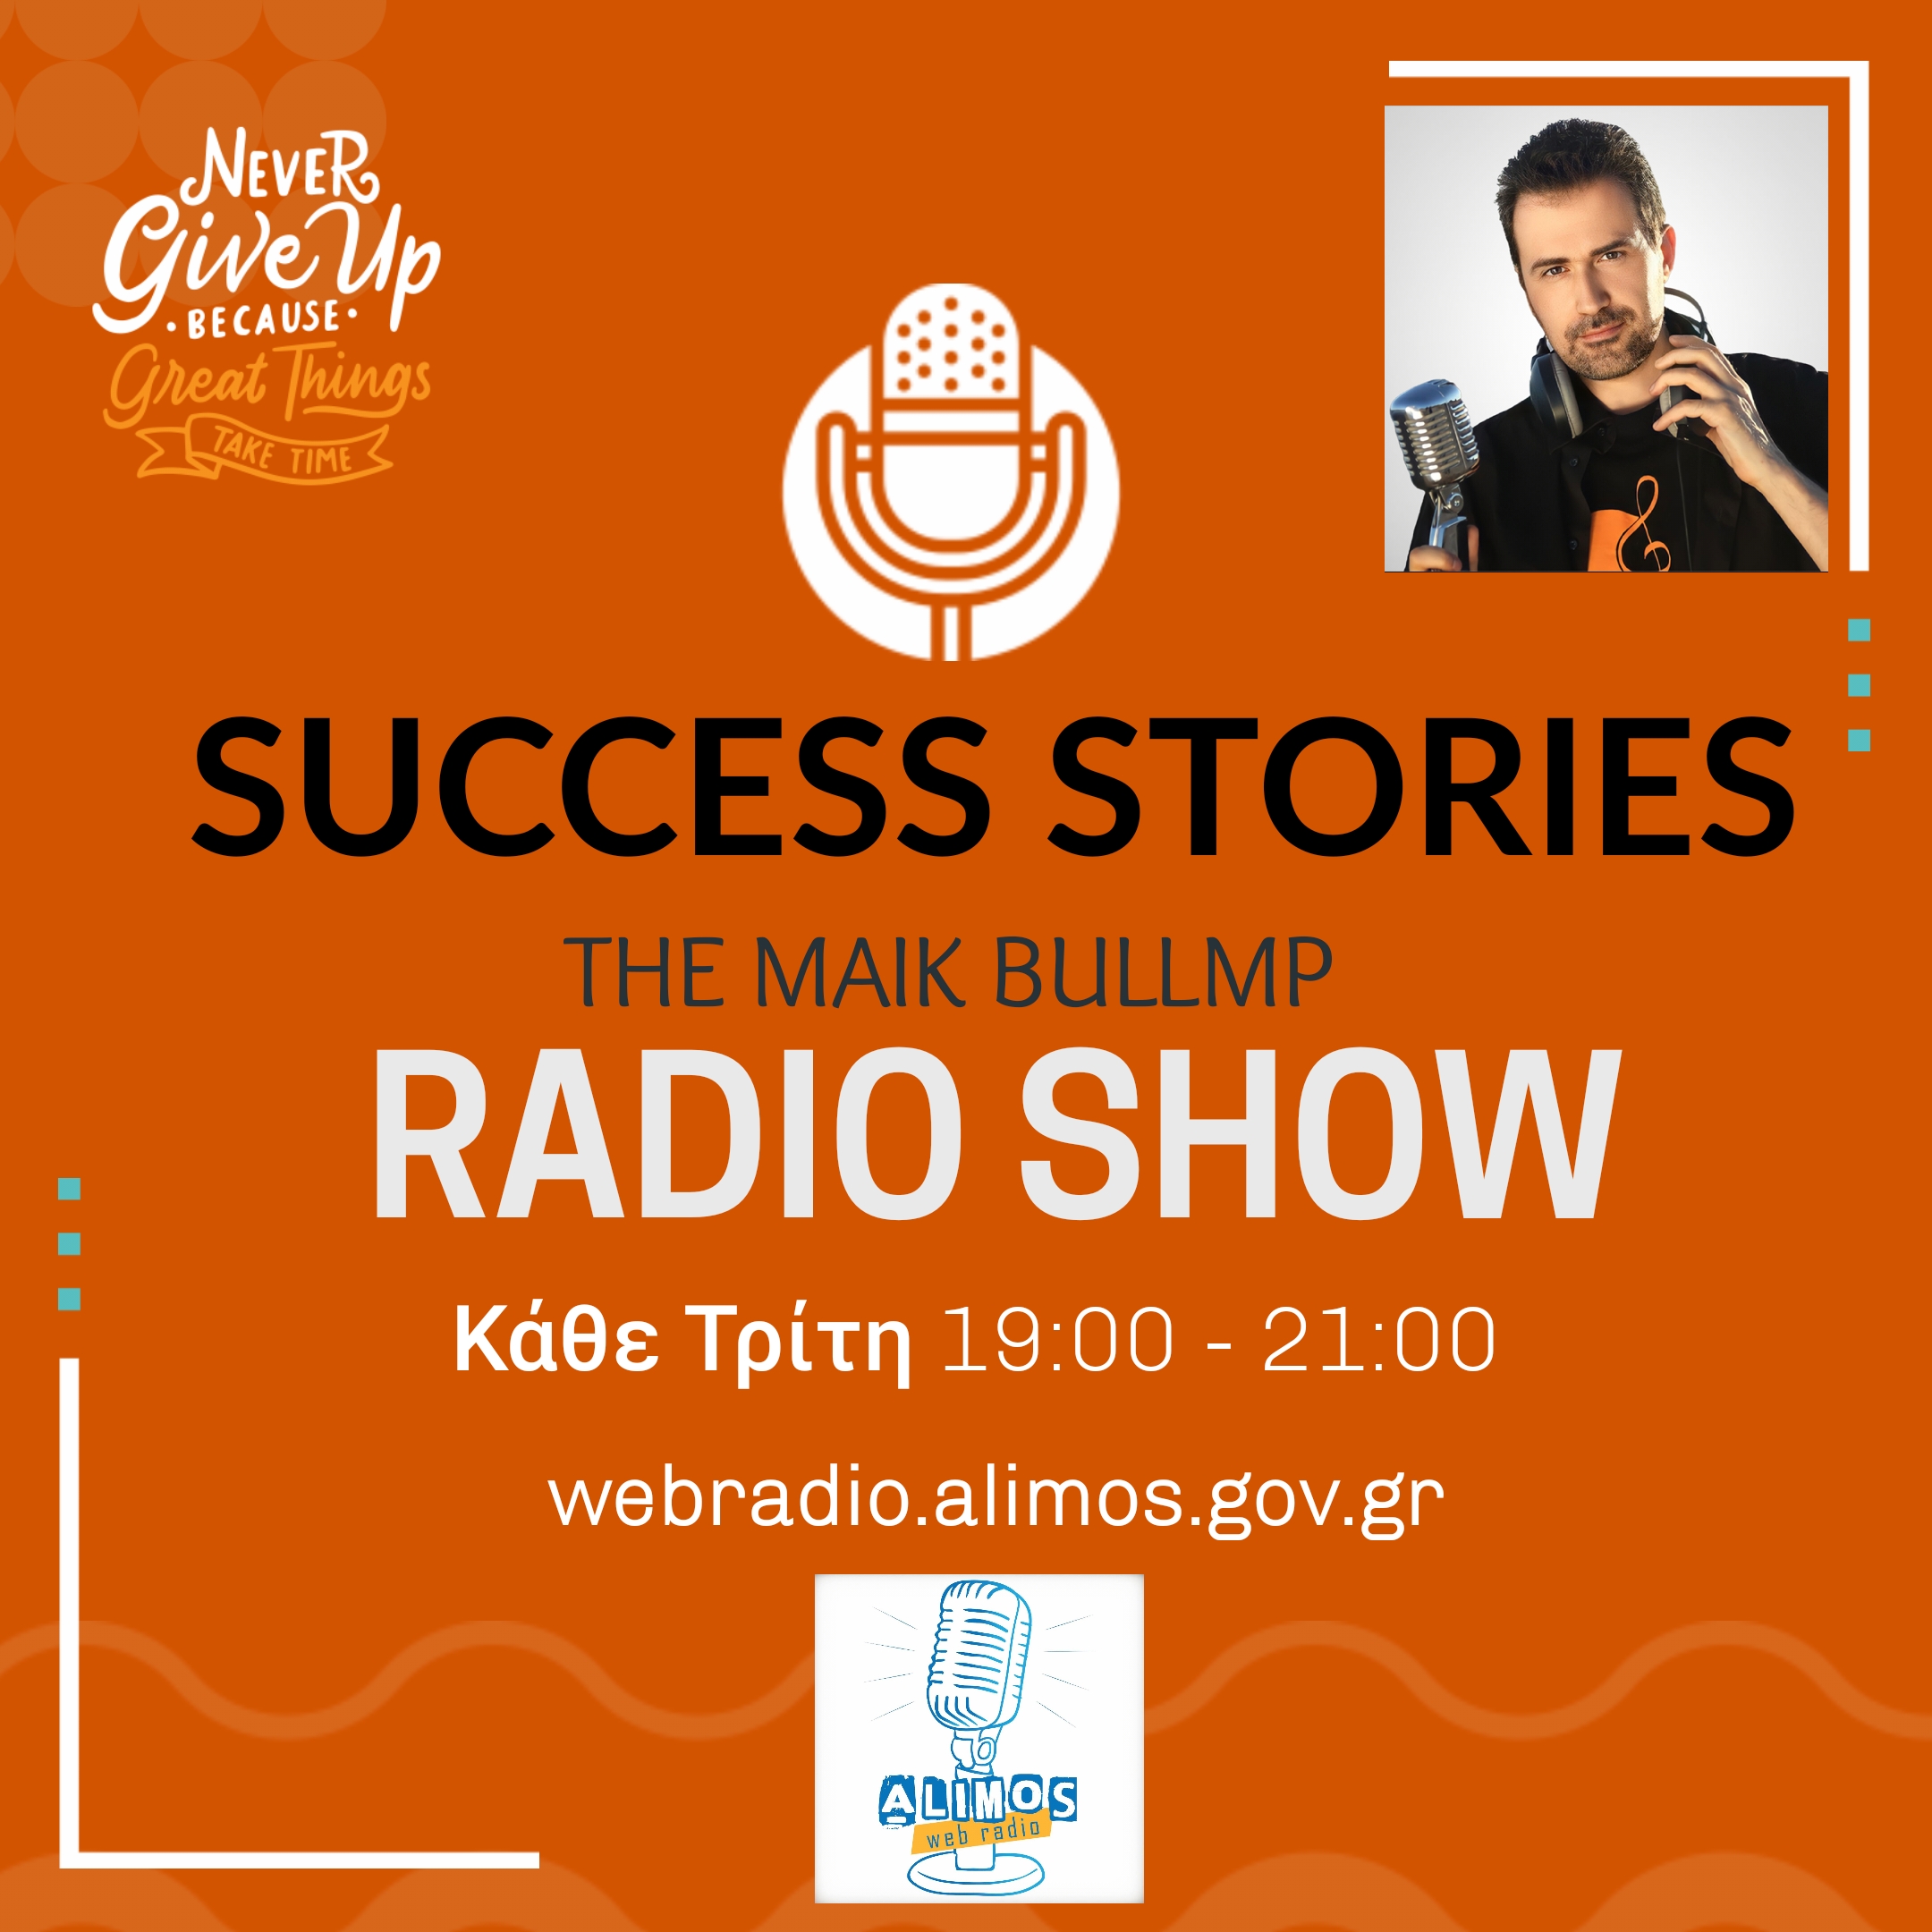 NEVER
Give Up
·BECAUSE·
Great Things
TAKE TIME
SUCCESS STORIES
THE MAIK BULLMP
RADIO SHOW
Κάθε Τρίτη 19:00 - 21:00
webradio.alimos.gov.gr
ALIMOS
web radio